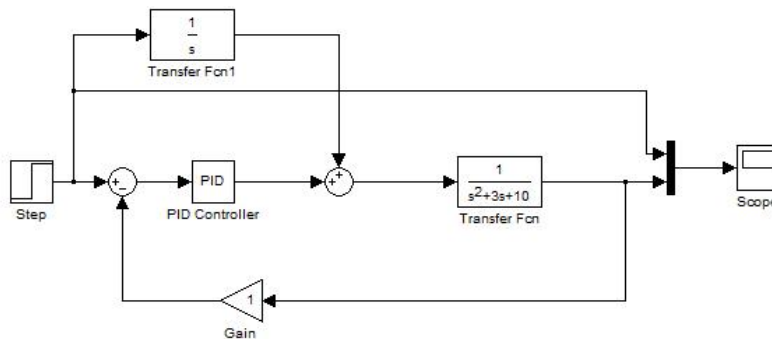 1
s
Transfer Fcn1
+
+
Step
+
−
PID
PID Controller
1
s²+3s+10
Transfer Fcn
Scope
1
Gain